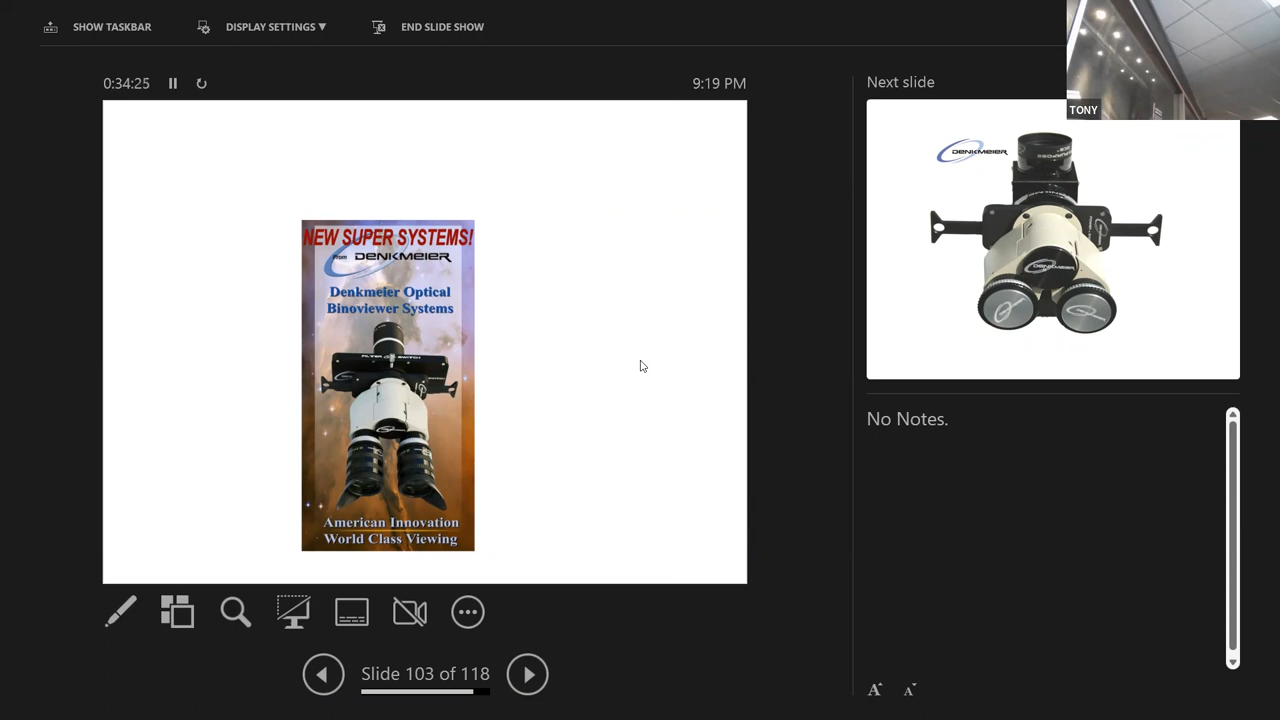 SHOW TASKBAR
DISPLAY SETTINGS ▼
END SLIDE SHOW
0:34:25
9:19 PM
Next slide
TONY
NEW SUPER SYSTEMS!
from DENKMEIER
Denkmeier Optical
Binoviewer Systems
FILTER SWITCH
American Innovation
World Class Viewing
DENKMEIER
DENKMEIER
No Notes.
Slide 103 of 118
A A